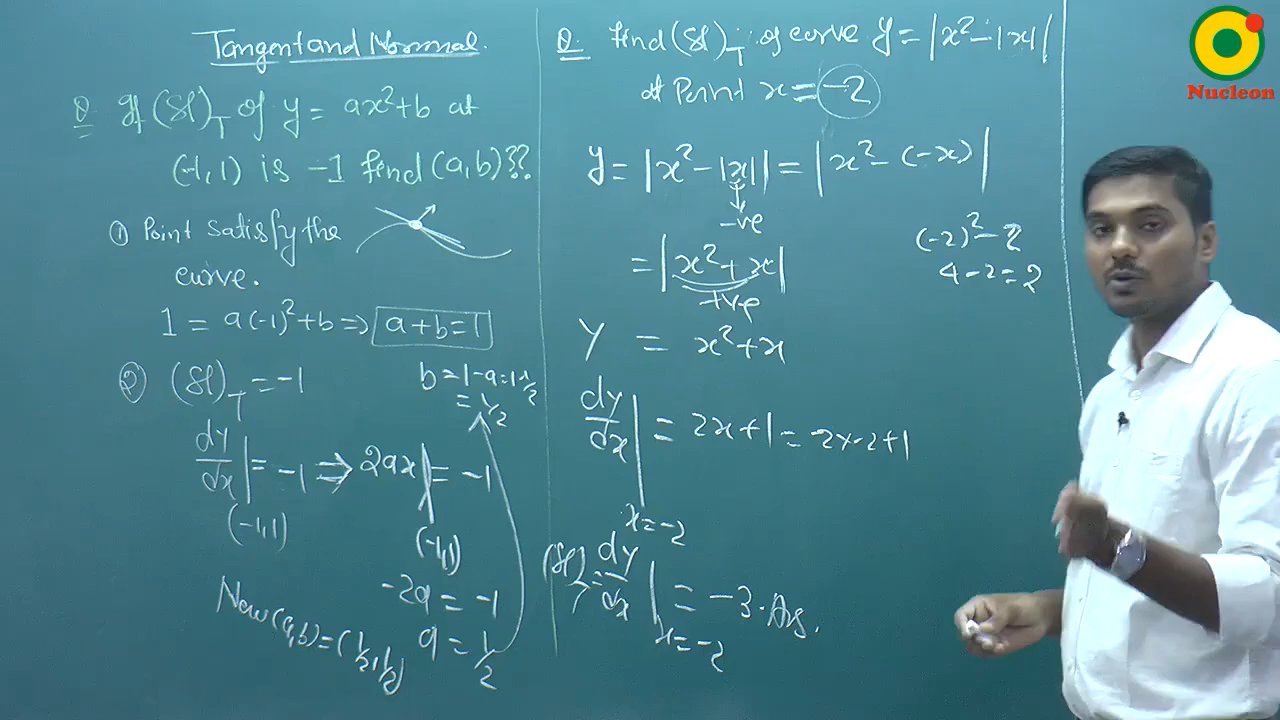 Tangent and Normal.
Q. If (Sl)T of y = ax²+b at
(-1,1) is -1 find (a,b)??
① Point satisfy the
curve.
1 = a(-1)²+b => a+b=1
② (Sl)T = -1
b = 1-a = 1-1/2
= 1/2
dy/dx | = -1 => 2ax | = -1
(-1,1) (-1,1)
-2a = -1
a = 1/2
Now (a,b) = (1/2, 1/2)
Q. find (Sl)T of curve y = |x²-|x||
at Point x = -2
y = |x²-|x|| = |x²-(-x)|
-ve
= |x²+x|
+ve
(-2)²-2
4-2=2
y = x²+x
dy/dx | = 2x+1 = 2x-2+1
x=-2
(Sl)T = dy/dx | = -3. Ans.
x=-2
Nucleon